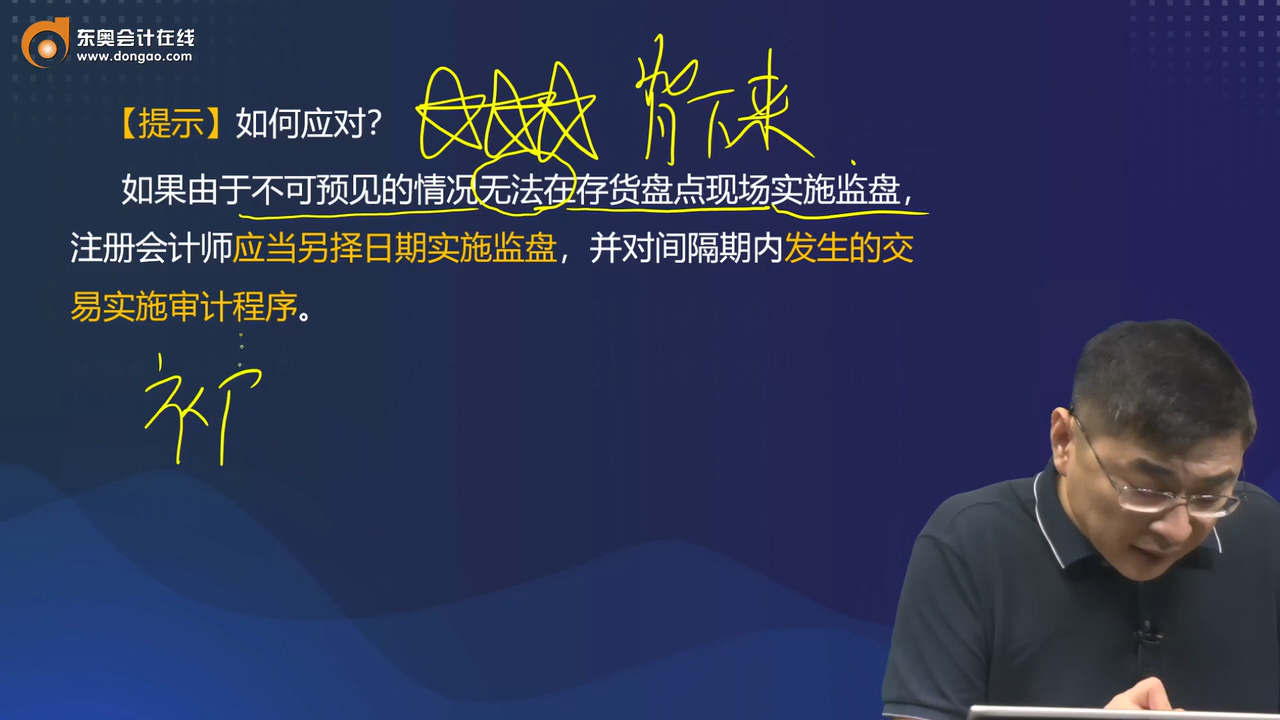 东奥会计在线
www.dongao.com
【提示】如何应对？
背下来
如果由于不可预见的情况无法在存货盘点现场实施监盘，
注册会计师应当另择日期实施监盘，并对间隔期内发生的交
易实施审计程序。